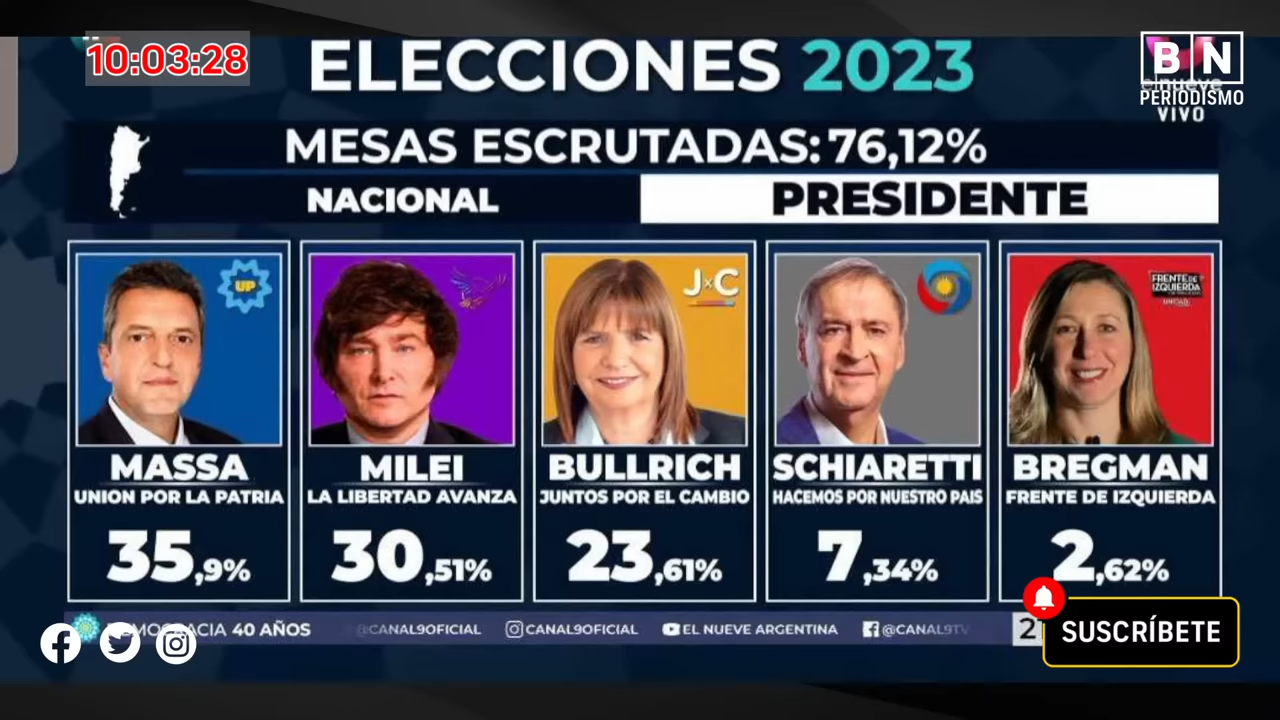 10:03:28
ELECCIONES 2023
BN
PERIODISMO
VIVO
MESAS ESCRUTADAS: 76,12%
NACIONAL
PRESIDENTE
UP
JxC
FRENTE DE
IZQUIERDA
UNIDAD
MASSA
UNION POR LA PATRIA
35,9%
MILEI
LA LIBERTAD AVANZA
30,51%
BULLRICH
JUNTOS POR EL CAMBIO
23,61%
SCHIARETTI
HACEMOS POR NUESTRO PAIS
7,34%
BREGMAN
FRENTE DE IZQUIERDA
2,62%
40 AÑOS
@CANAL9OFICIAL
CANAL9OFICIAL
EL NUEVE ARGENTINA
@CANAL9TV
2
SUSCRÍBETE